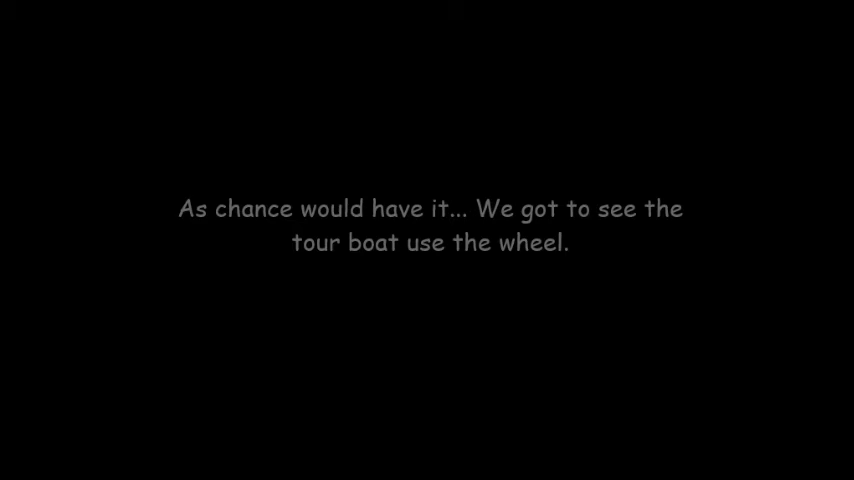 As chance would have it... We got to see the
tour boat use the wheel.